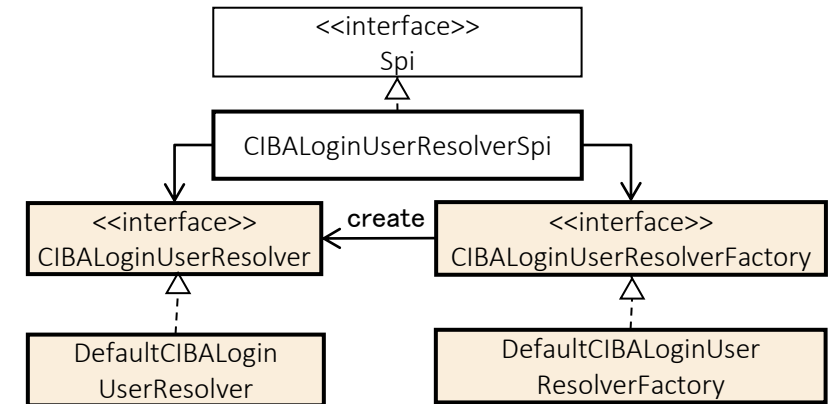 <<interface>>
Spi
CIBALoginUserResolverSpi
<<interface>>
CIBALoginUserResolver
create
<<interface>>
CIBALoginUserResolverFactory
DefaultCIBALogin
UserResolver
DefaultCIBALoginUser
ResolverFactory